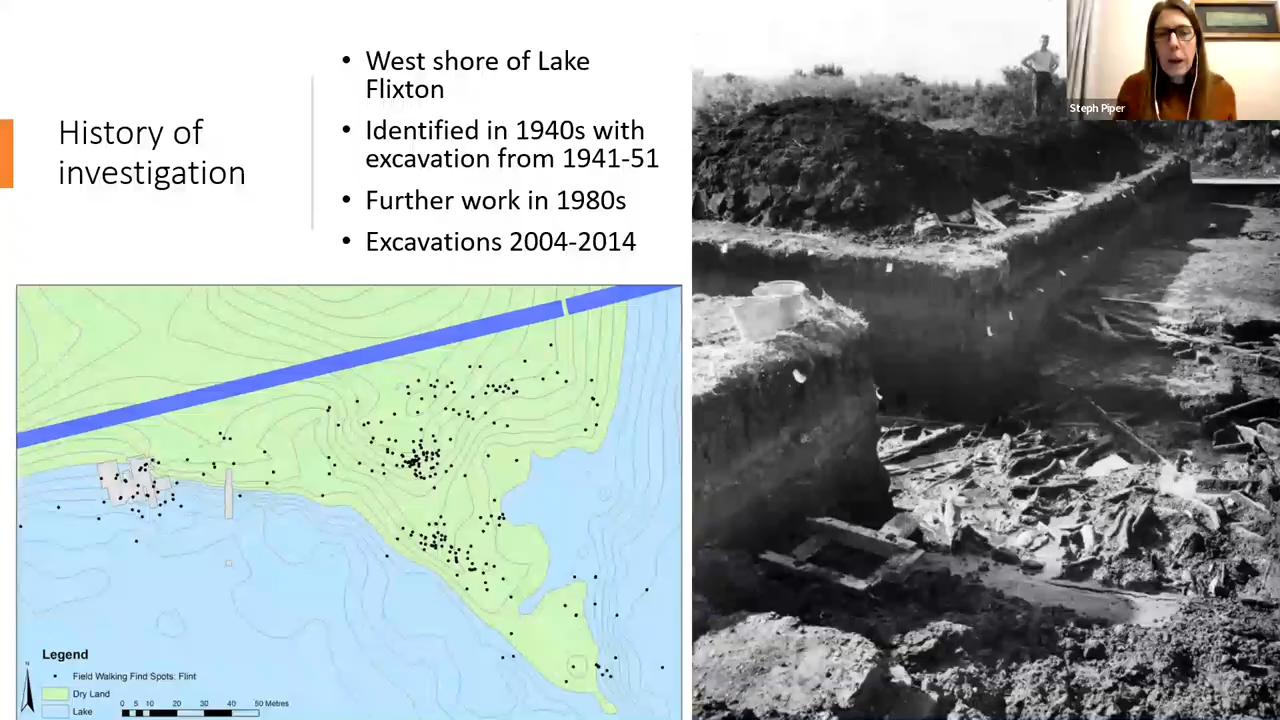 History of
investigation
• West shore of Lake
Flixton
• Identified in 1940s with
excavation from 1941-51
• Further work in 1980s
• Excavations 2004-2014
Steph Piper
Legend
N
Field Walking Find Spots: Flint
Dry Land
Lake
0 5 10 20 30 40 50 Metres